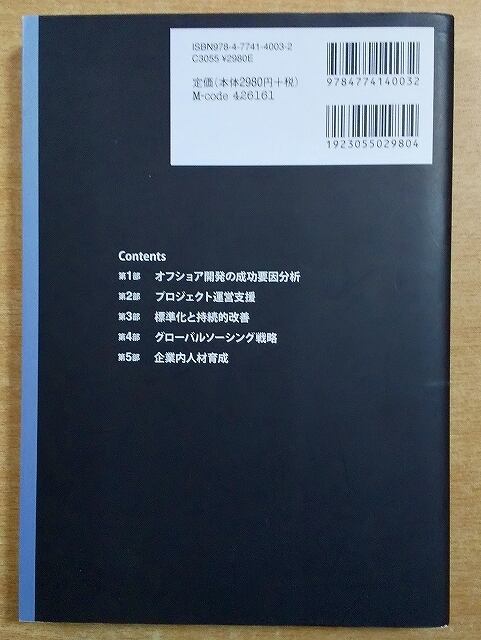 ISBN978-4-7741-4003-2
C3055 ¥2980E
定価(本体2980円+税)
M-code 426161
9784774140032
1923055029804
Contents
第1部 オフショア開発の成功要因分析
第2部 プロジェクト運営支援
第3部 標準化と持続的改善
第4部 グローバルソーシング戦略
第5部 企業内人材育成